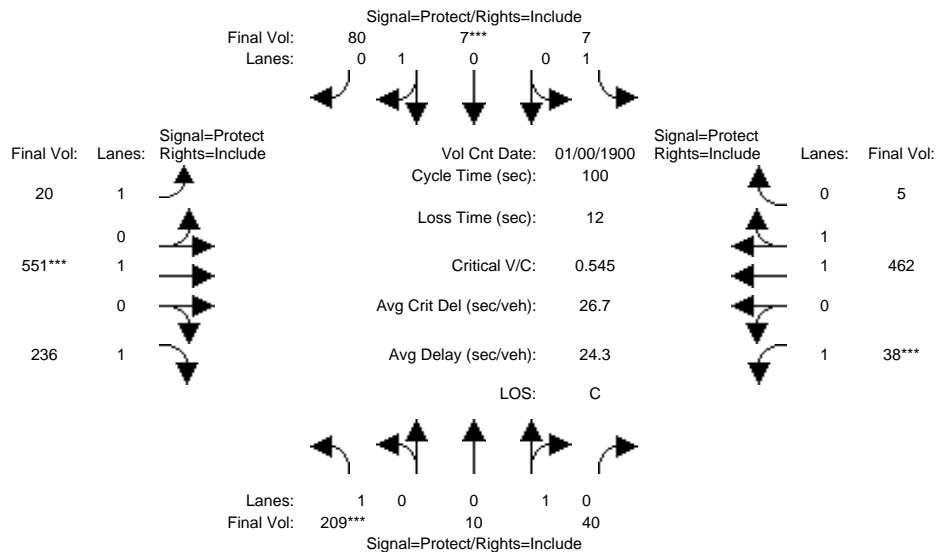 Signal=Protect/Rights=Include
Final Vol: 80 7*** 7
Lanes: 0 1 0 0 1
Signal=Protect
Final Vol: Lanes: Rights=Include
Vol Cnt Date: 01/00/1900
Signal=Protect
Rights=Include Lanes: Final Vol:
Cycle Time (sec): 100
20 1
0 5
Loss Time (sec): 12
0
1
551*** 1
Critical V/C: 0.545
1 462
0
Avg Crit Del (sec/veh): 26.7
0
236 1
Avg Delay (sec/veh): 24.3
1 38***
LOS: C
Lanes: 1 0 0 1 0
Final Vol: 209*** 10 40
Signal=Protect/Rights=Include